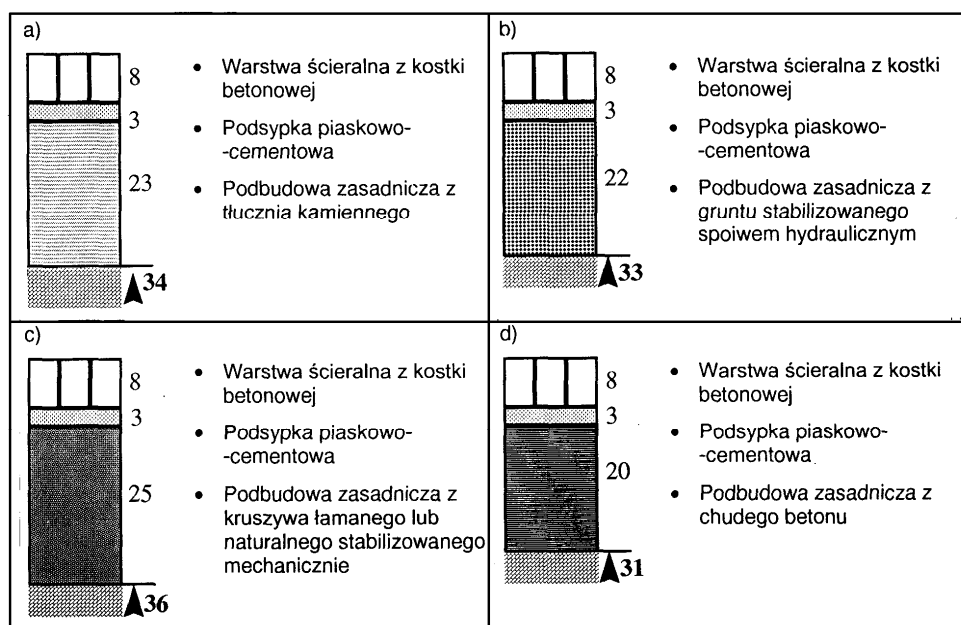 a)
8
3
23
34
• Warstwa ścieralna z kostki
betonowej
• Podsypka piaskowo-
-cementowa
• Podbudowa zasadnicza z
tłucznia kamiennego
b)
8
3
22
33
• Warstwa ścieralna z kostki
betonowej
• Podsypka piaskowo-
-cementowa
• Podbudowa zasadnicza z
gruntu stabilizowanego
spoiwem hydraulicznym
c)
8
3
25
36
• Warstwa ścieralna z kostki
betonowej
• Podsypka piaskowo-
-cementowa
• Podbudowa zasadnicza z
kruszywa łamanego lub
naturalnego stabilizowanego
mechanicznie
d)
8
3
20
31
• Warstwa ścieralna z kostki
betonowej
• Podsypka piaskowo-
-cementowa
• Podbudowa zasadnicza z
chudego betonu